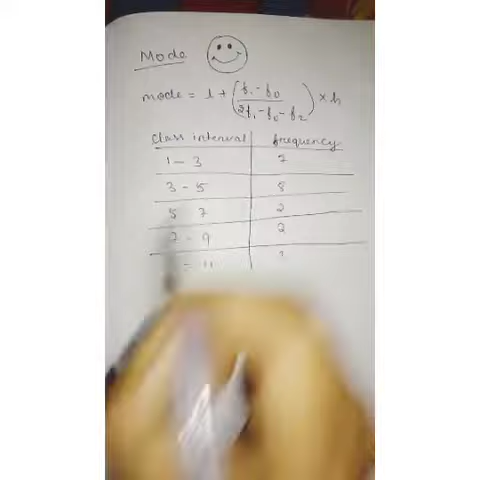 Mode
mode = l + (f1 - f0 / 2f1 - f0 - f2) × h
Class interval frequency
1 - 3 7
3 - 5 8
5 7 2
7 - 9 2
- 11